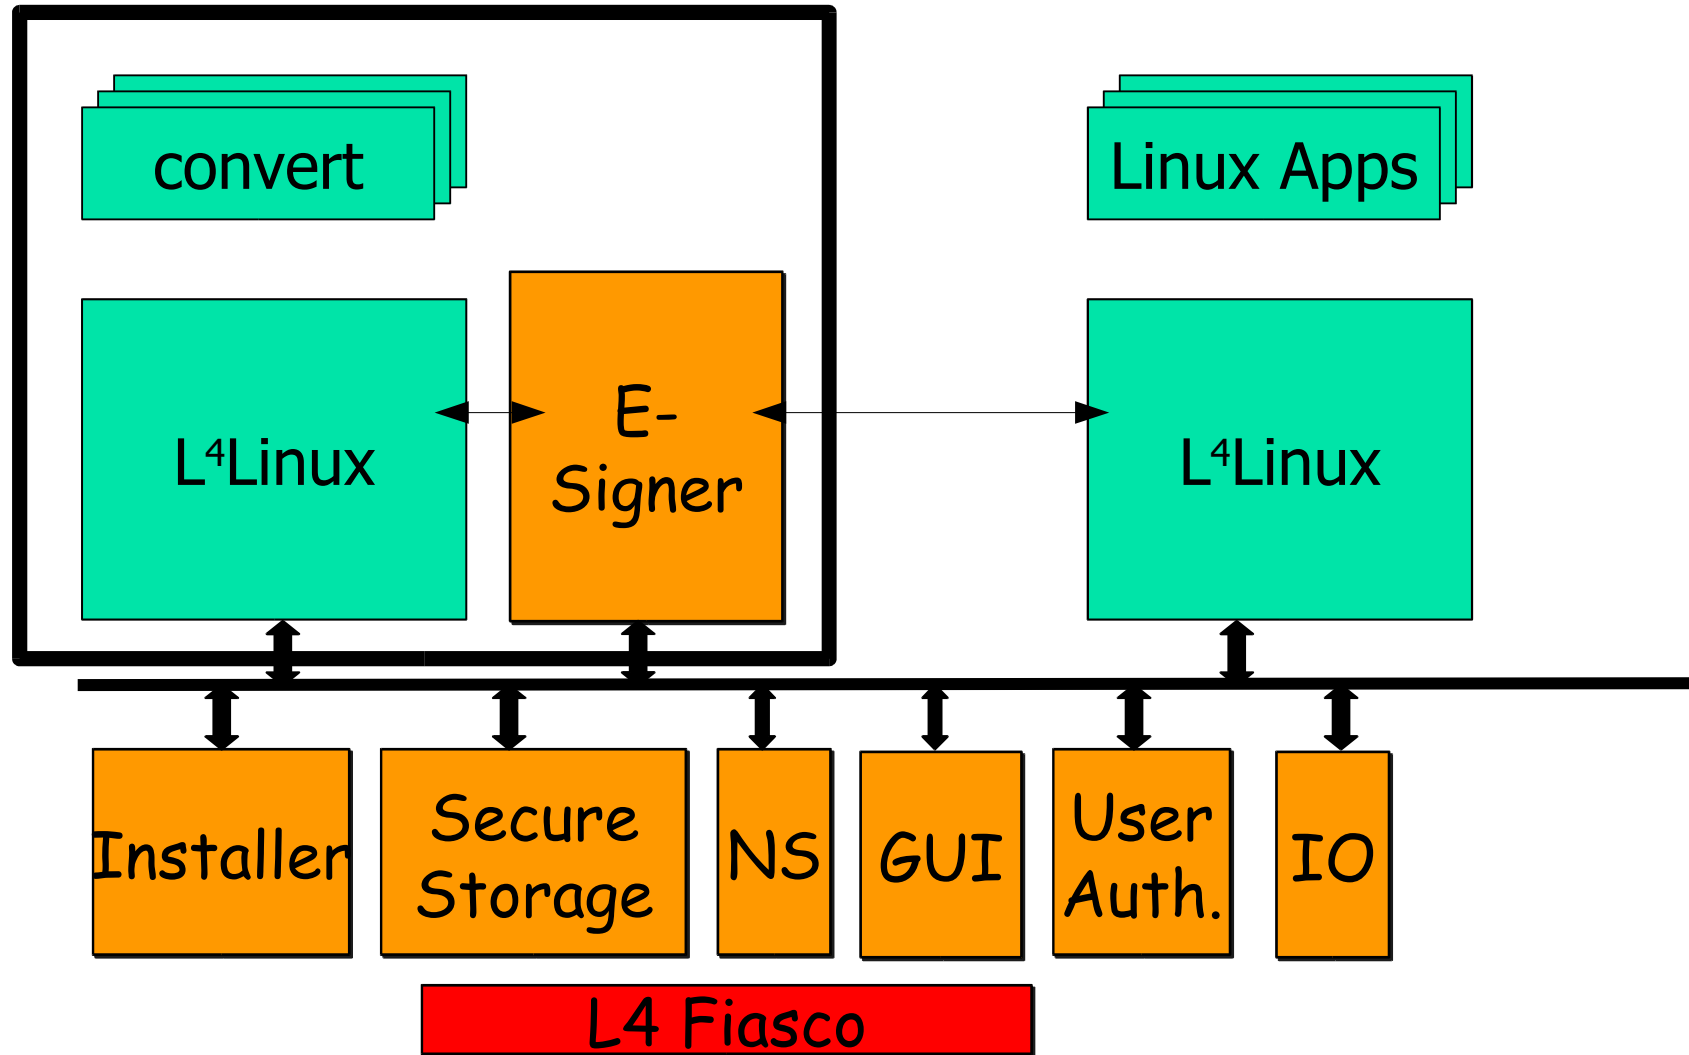 convert
Linux Apps
L⁴Linux
E-
Signer
L⁴Linux
Installer
Secure
Storage
NS
GUI
User
Auth.
IO
L4 Fiasco